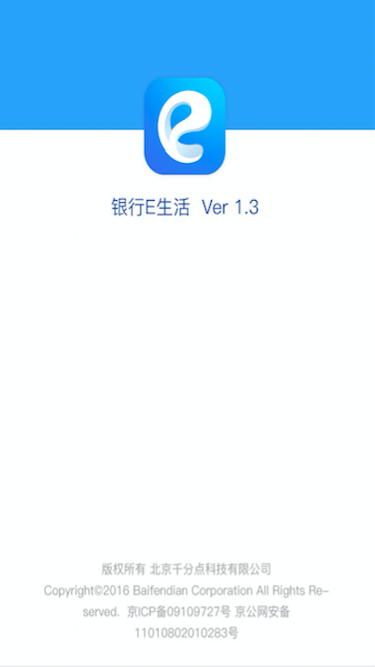 银行E生活 Ver 1.3
版权所有 北京千分点科技有限公司
Copyright©2016 Baifendian Corporation All Rights Re-
served. 京ICP备09109727号 京公网安备
11010802010283号